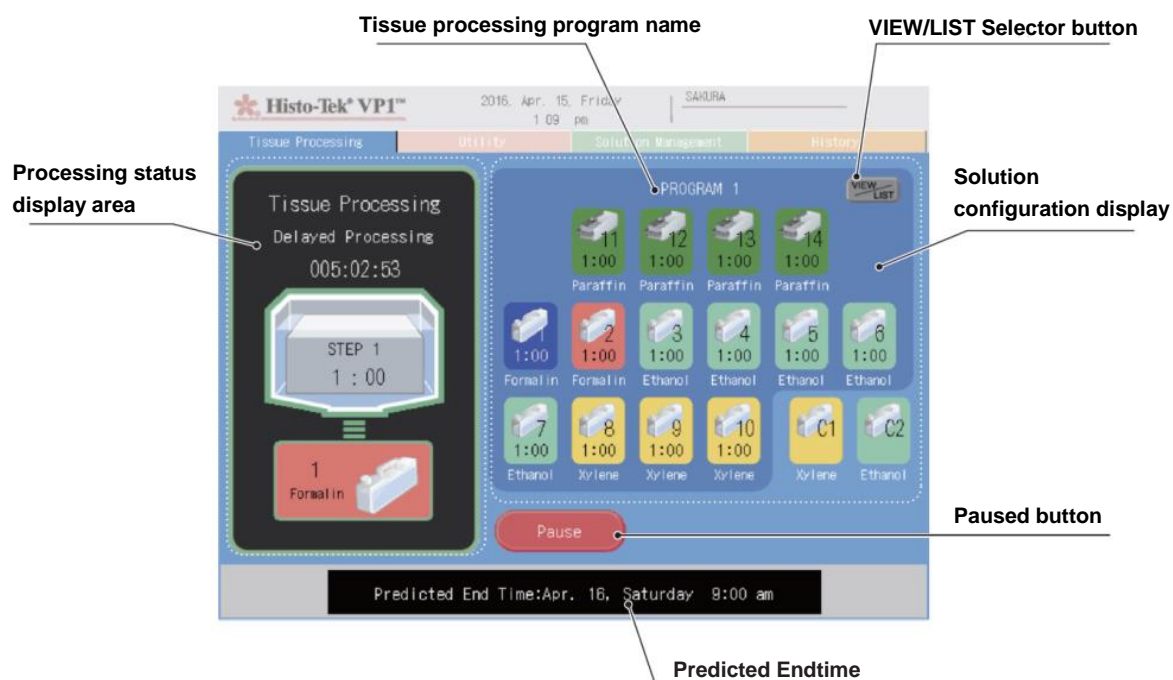 Tissue processing program name
VIEW/LIST Selector button
Histo-Tek® VP1™
2016. Apr. 15, Friday
1 09 pm
SAKURA
Tissue Processing
Utility
Solution Management
History
Processing status
display area
Tissue Processing
Delayed Processing
005:02:53
STEP 1
1 : 00
1
Formalin
PROGRAM 1
VIEW
LIST
Solution
configuration display
11 12 13 14
1:00 1:00 1:00 1:00
Paraffin Paraffin Paraffin Paraffin
1 2 3 4 5 6
1:00 1:00 1:00 1:00 1:00 1:00
Formalin Formalin Ethanol Ethanol Ethanol Ethanol
7 8 9 10 C1 C2
1:00 1:00 1:00 1:00
Ethanol Xylene Xylene Xylene Xylene Ethanol
Pause
Paused button
Predicted End Time:Apr. 16, Saturday 9:00 am
Predicted Endtime